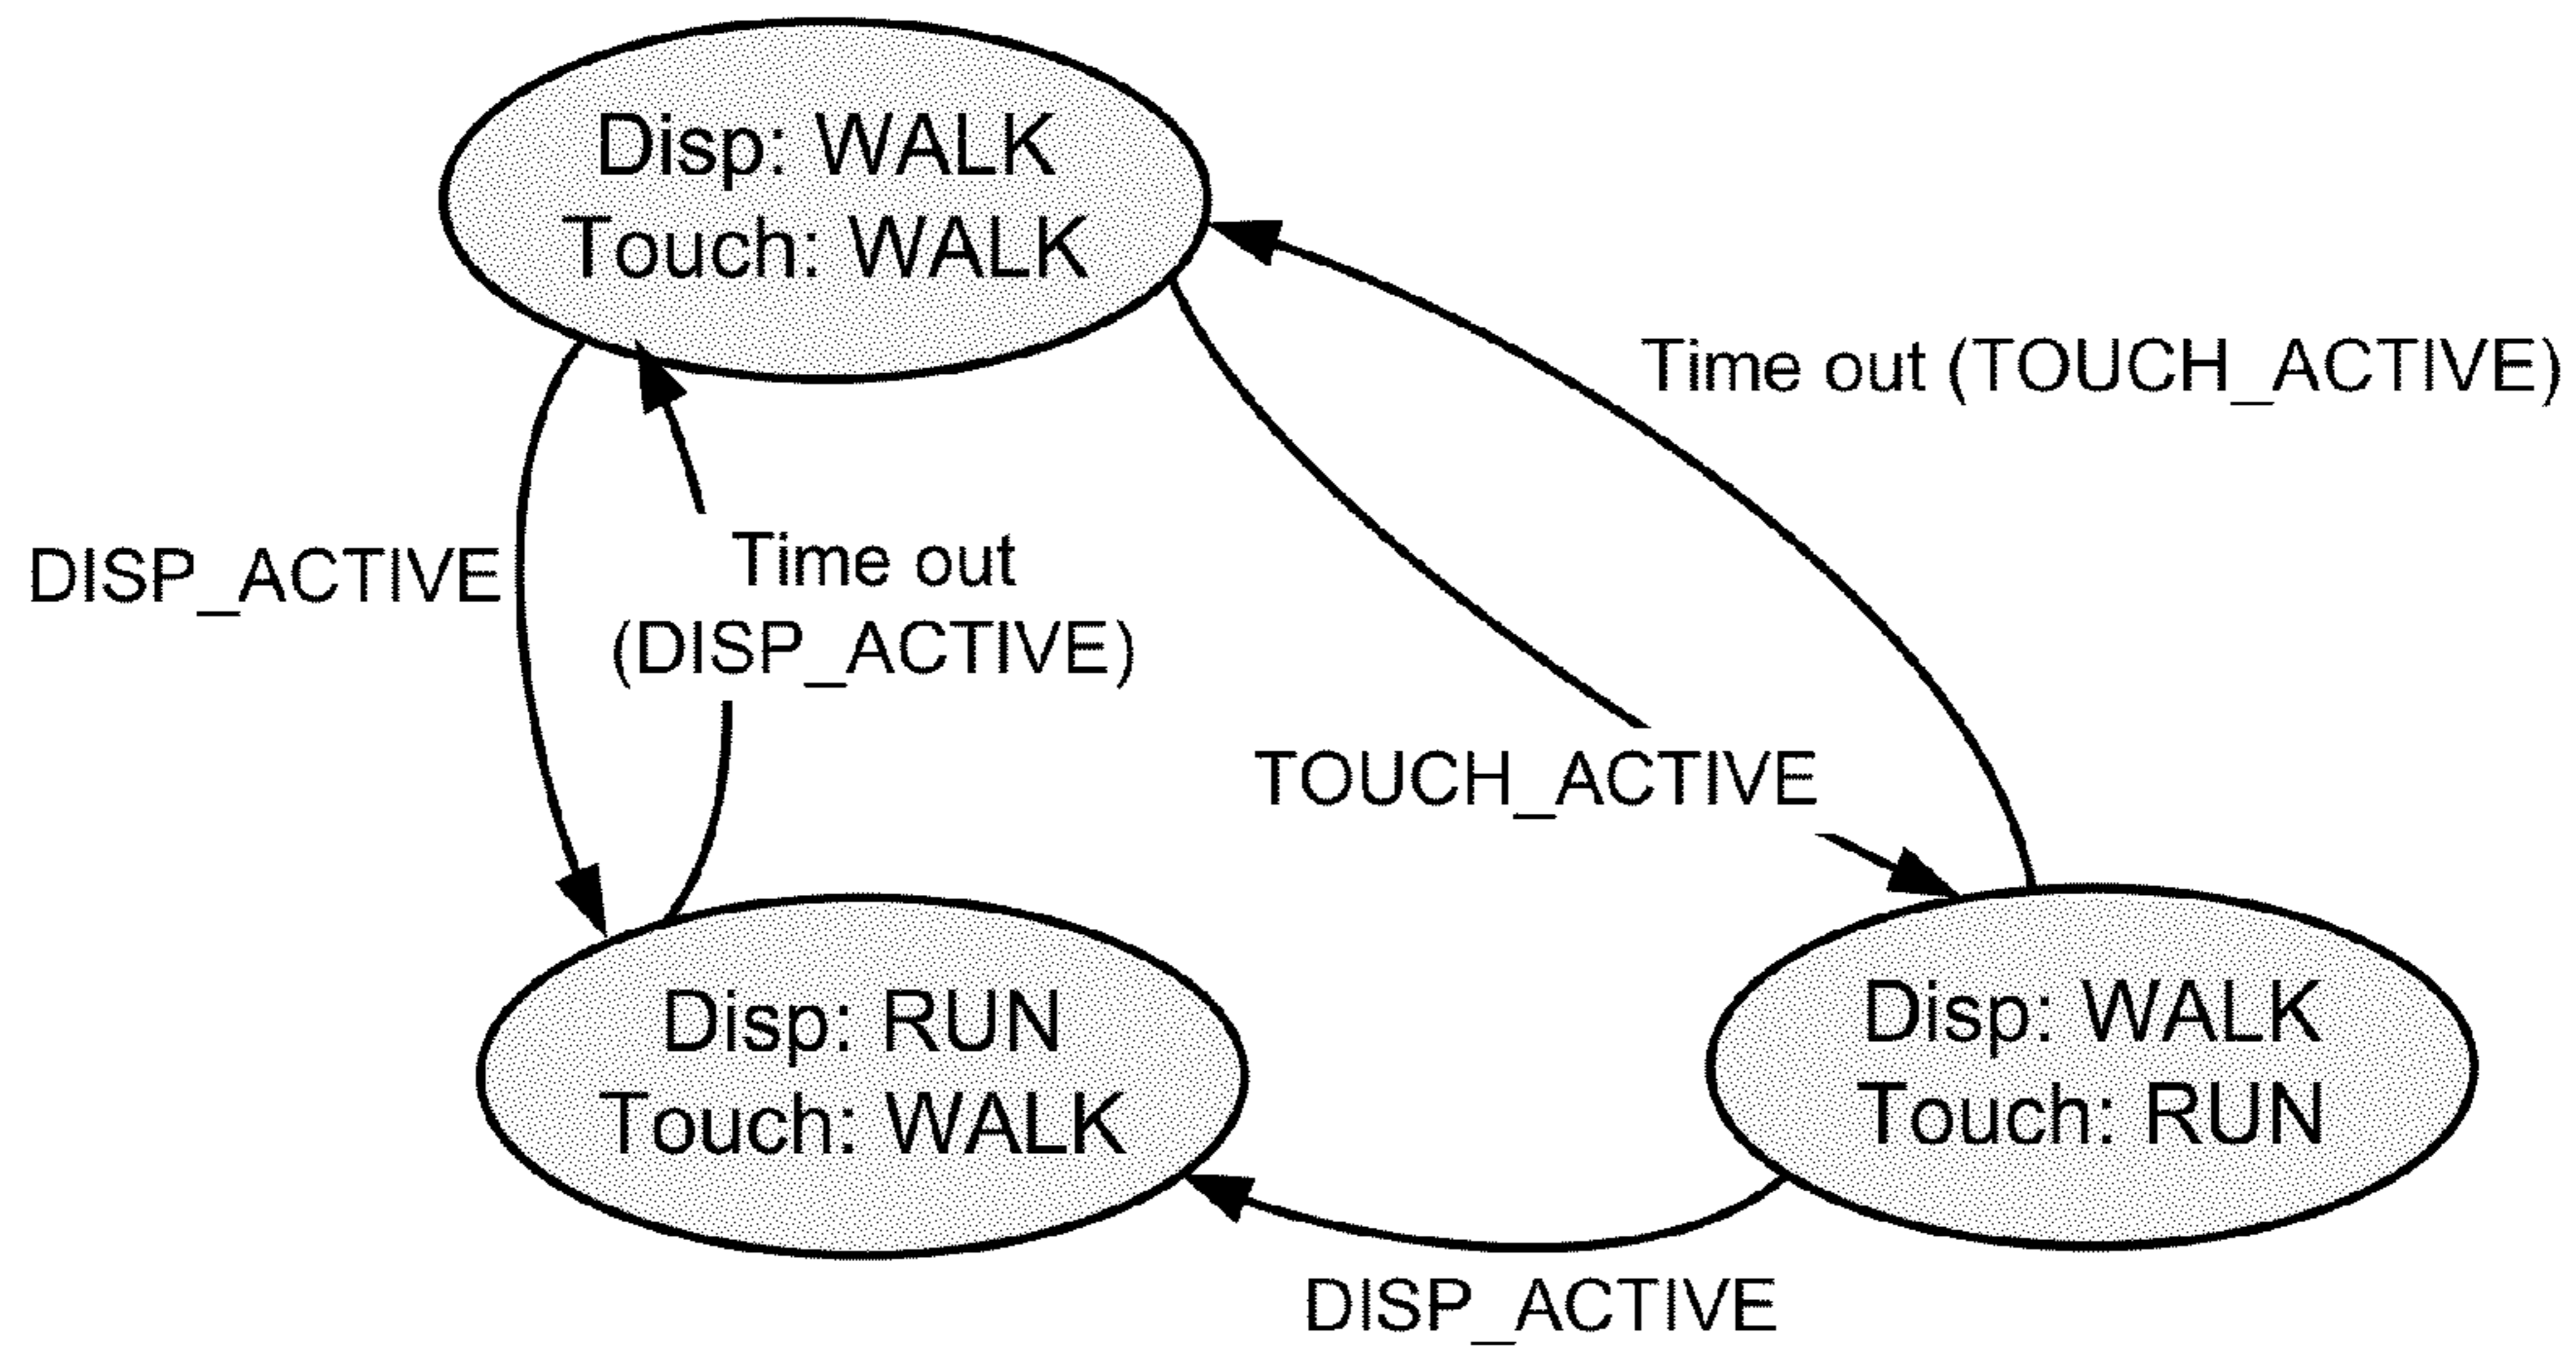 Disp: WALK
Touch: WALK
Time out (TOUCH_ACTIVE)
DISP_ACTIVE
Time out
(DISP_ACTIVE)
TOUCH_ACTIVE
Disp: RUN
Touch: WALK
Disp: WALK
Touch: RUN
DISP_ACTIVE